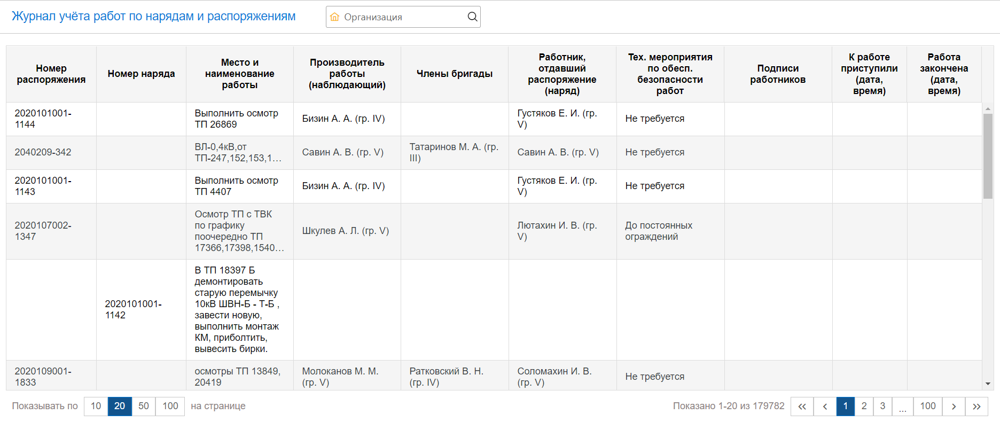 Журнал учёта работ по нарядам и распоряжениям
Организация
Номер
распоряжения
Номер наряда
Место и
наименование
работы
Производитель
работы
(наблюдающий)
Члены бригады
Работник,
отдавший
распоряжение
(наряд)
Тех. мероприятия
по обесп.
безопасности
работ
Подписи
работников
К работе
приступили
(дата,
время)
Работа
закончена
(дата,
время)
2020101001-
1144
Выполнить осмотр
ТП 26869
Бизин А. А. (гр. IV)
Густяков Е. И. (гр.
V)
Не требуется
2040209-342
ВЛ-0,4кВ,от
ТП-247,152,153,1...
Савин А. В. (гр. V)
Татаринов М. А. (гр.
III)
Савин А. В. (гр. V)
Не требуется
2020101001-
1143
Выполнить осмотр
ТП 4407
Бизин А. А. (гр. IV)
Густяков Е. И. (гр.
V)
Не требуется
2020107002-
1347
Осмотр ТП с ТВК
по графику
поочередно ТП
17366,17398,1540...
Шкулев А. Л. (гр. V)
Лютахин И. В. (гр.
V)
До постоянных
ограждений
2020101001-
1142
В ТП 18397 Б
демонтировать
старую перемычку
10кВ ШВН-Б - Т-Б ,
завести новую,
выполнить монтаж
КМ, приболтить,
вывесить бирки.
2020109001-
1833
осмотры ТП 13849,
20419
Молоканов М. М.
(гр. V)
Ратковский В. Н.
(гр. IV)
Соломахин И. В.
(гр. V)
Не требуется
Показывать по 10 20 50 100 на странице
Показано 1-20 из 179782 « ‹ 1 2 3 ... 100 › »